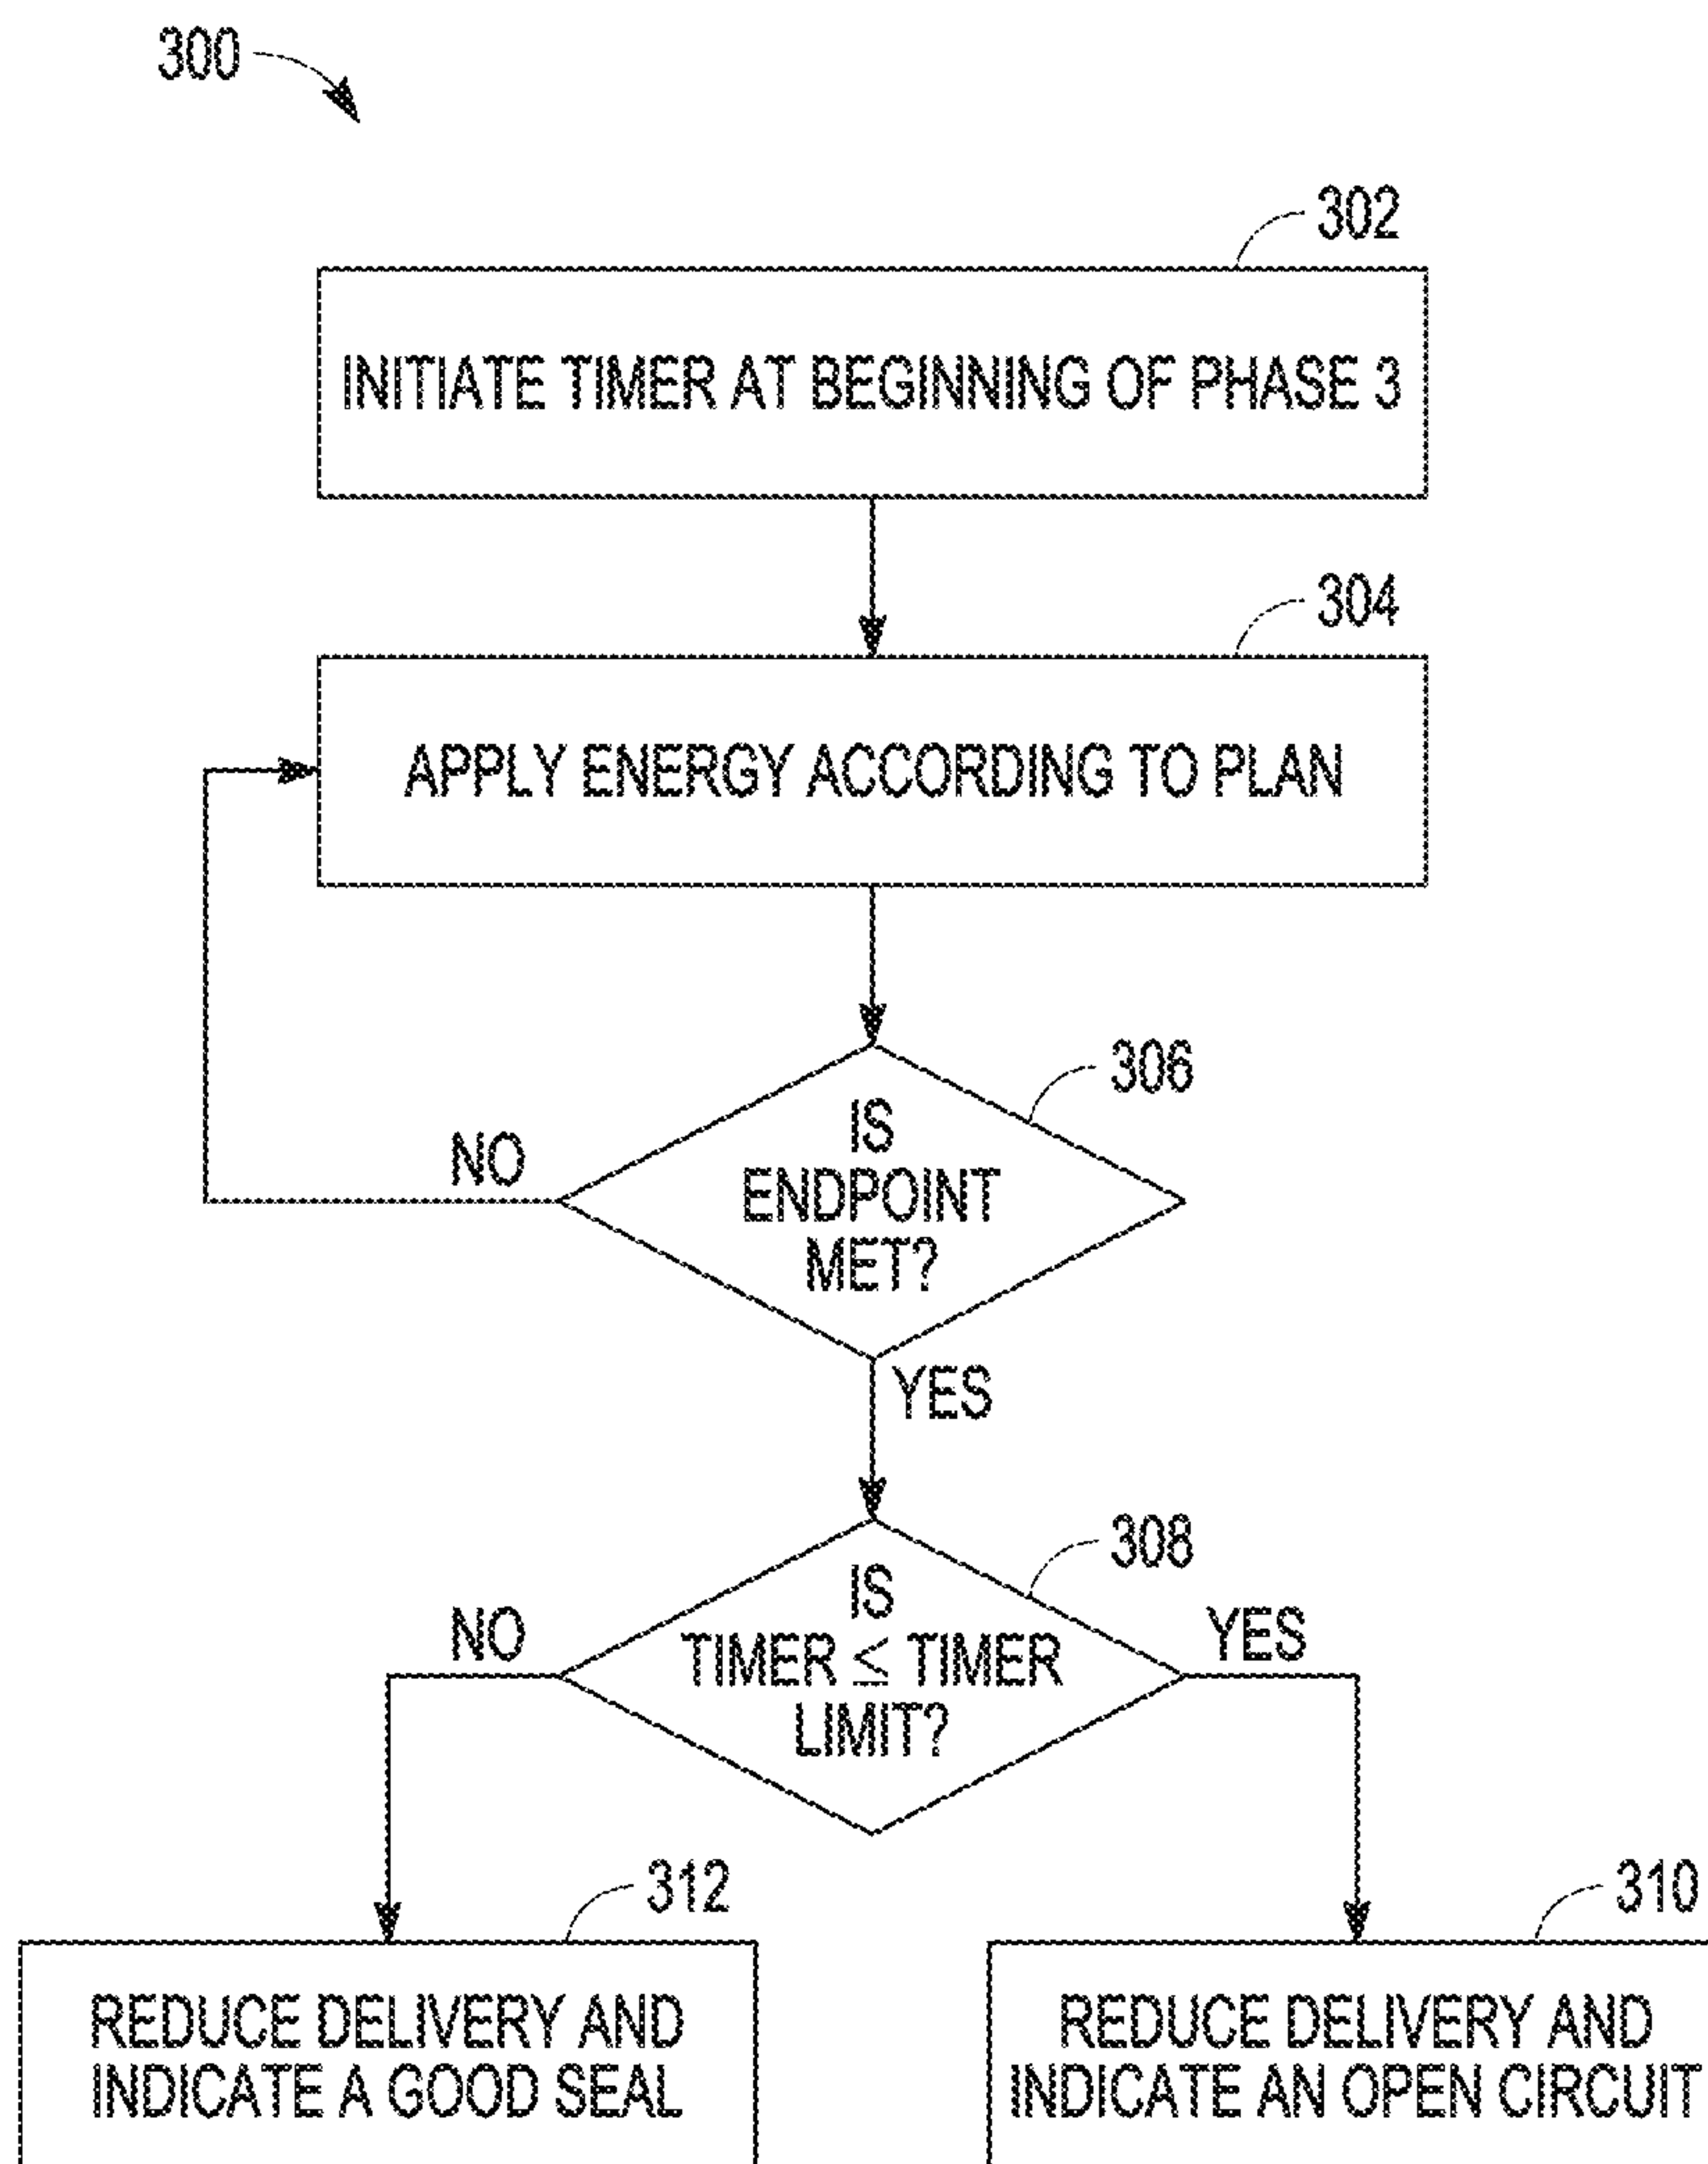 300
302
INITIATE TIMER AT BEGINNING OF PHASE 3
304
APPLY ENERGY ACCORDING TO PLAN
306
IS
ENDPOINT
MET?
NO
YES
308
IS
TIMER ≤ TIMER
LIMIT?
NO
YES
312
REDUCE DELIVERY AND
INDICATE A GOOD SEAL
310
REDUCE DELIVERY AND
INDICATE AN OPEN CIRCUIT